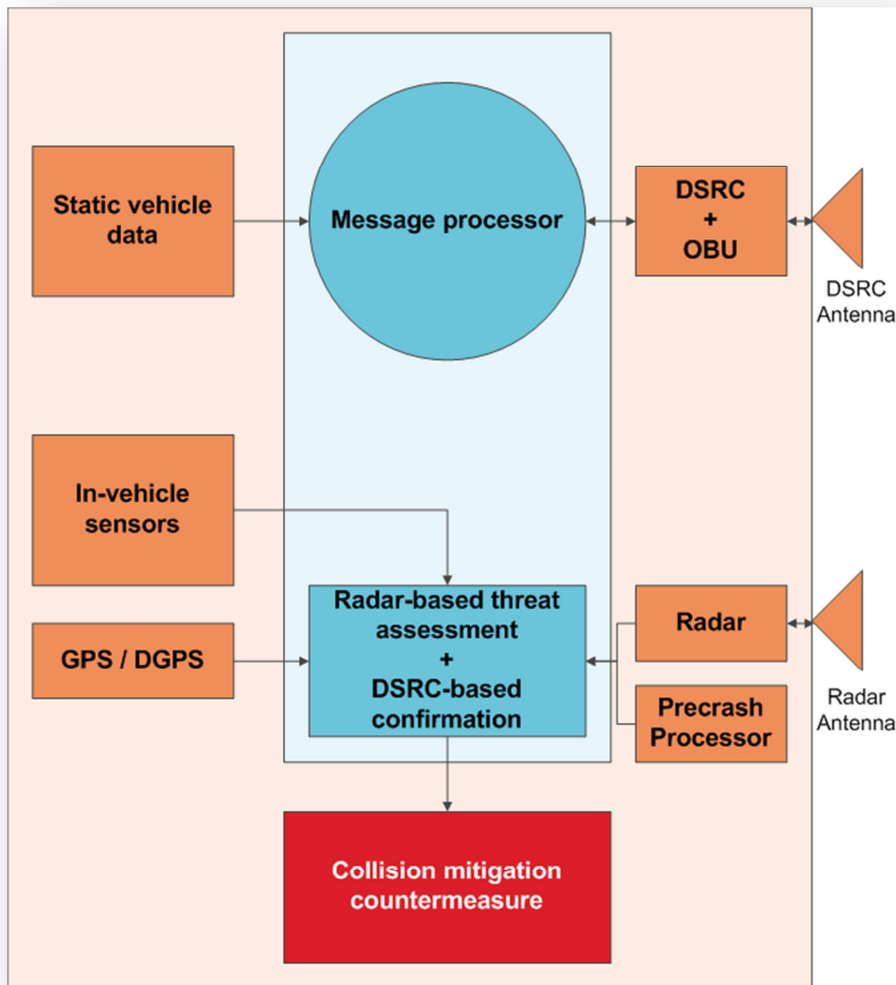 Static vehicle
data
Message processor
DSRC
+
OBU
DSRC
Antenna
In-vehicle
sensors
GPS / DGPS
Radar-based threat
assessment
+
DSRC-based
confirmation
Radar
Precrash
Processor
Radar
Antenna
Collision mitigation
countermeasure